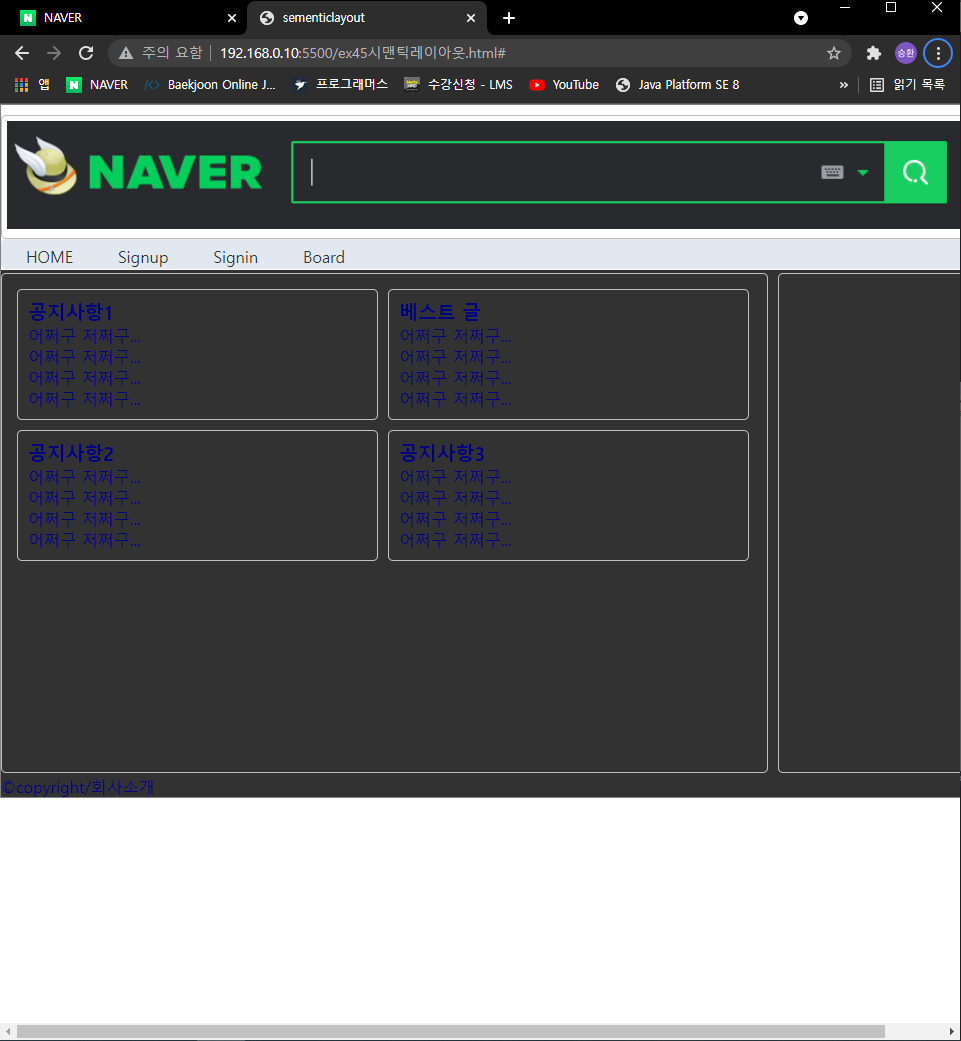 NAVER
sementiclayout
주의 요함 | 192.168.0.10:5500/ex45시맨틱레이아웃.html#
승환
앱 NAVER Baekjoon Online J... 프로그래머스 수강신청 - LMS YouTube Java Platform SE 8 » 읽기 목록
NAVER
HOME Signup Signin Board
공지사항1
어쩌구 저쩌구...
어쩌구 저쩌구...
어쩌구 저쩌구...
어쩌구 저쩌구...
베스트 글
어쩌구 저쩌구...
어쩌구 저쩌구...
어쩌구 저쩌구...
어쩌구 저쩌구...
공지사항2
어쩌구 저쩌구...
어쩌구 저쩌구...
어쩌구 저쩌구...
어쩌구 저쩌구...
공지사항3
어쩌구 저쩌구...
어쩌구 저쩌구...
어쩌구 저쩌구...
어쩌구 저쩌구...
©copyright/회사소개